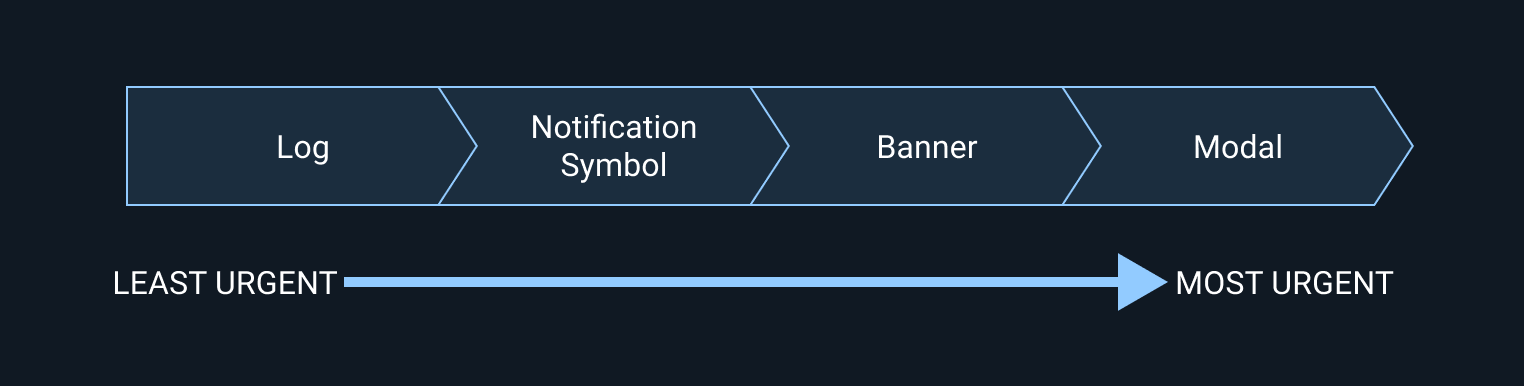 Log
Notification
Symbol
Banner
Modal
LEAST URGENT
MOST URGENT